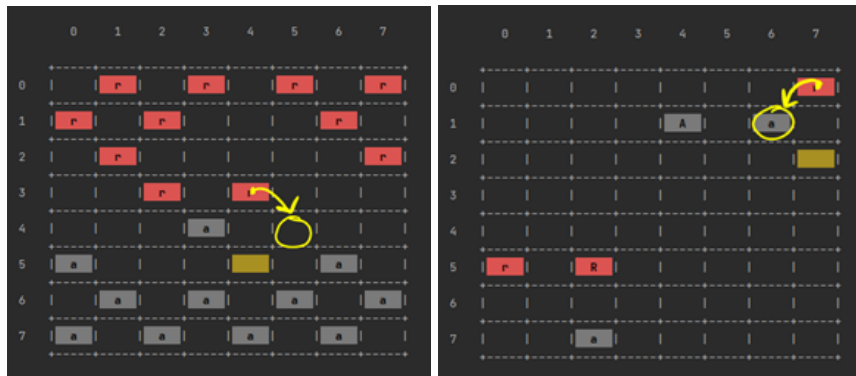 0 1 2 3 4 5 6 7
0 r r r r
1 r r r
2 r r
3 r r
4 a
5 a a
6 a a a a
7 a a a a
0 1 2 3 4 5 6 7
0
1 A a
2
3
4
5 r R
6
7 a